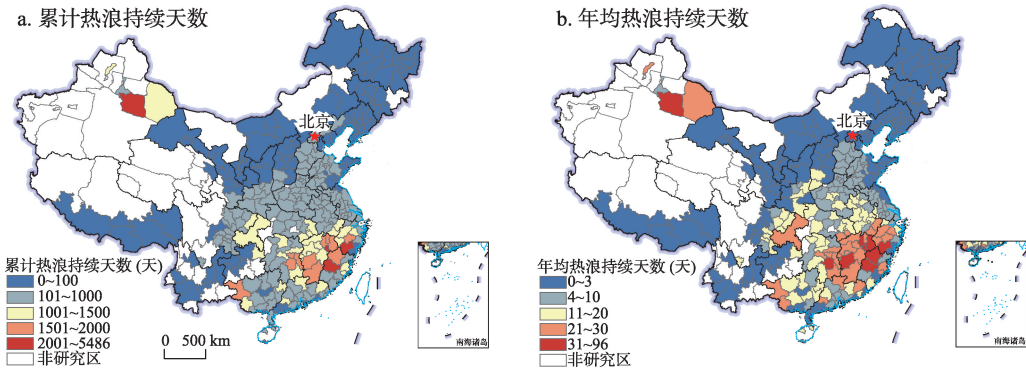 a. 累计热浪持续天数
北京
累计热浪持续天数 (天)
0~100
101~1000
1001~1500
1501~2000
2001~5486
非研究区
0 500 km
南海诸岛
b. 年均热浪持续天数
北京
年均热浪持续天数 (天)
0~3
4~10
11~20
21~30
31~96
非研究区
南海诸岛